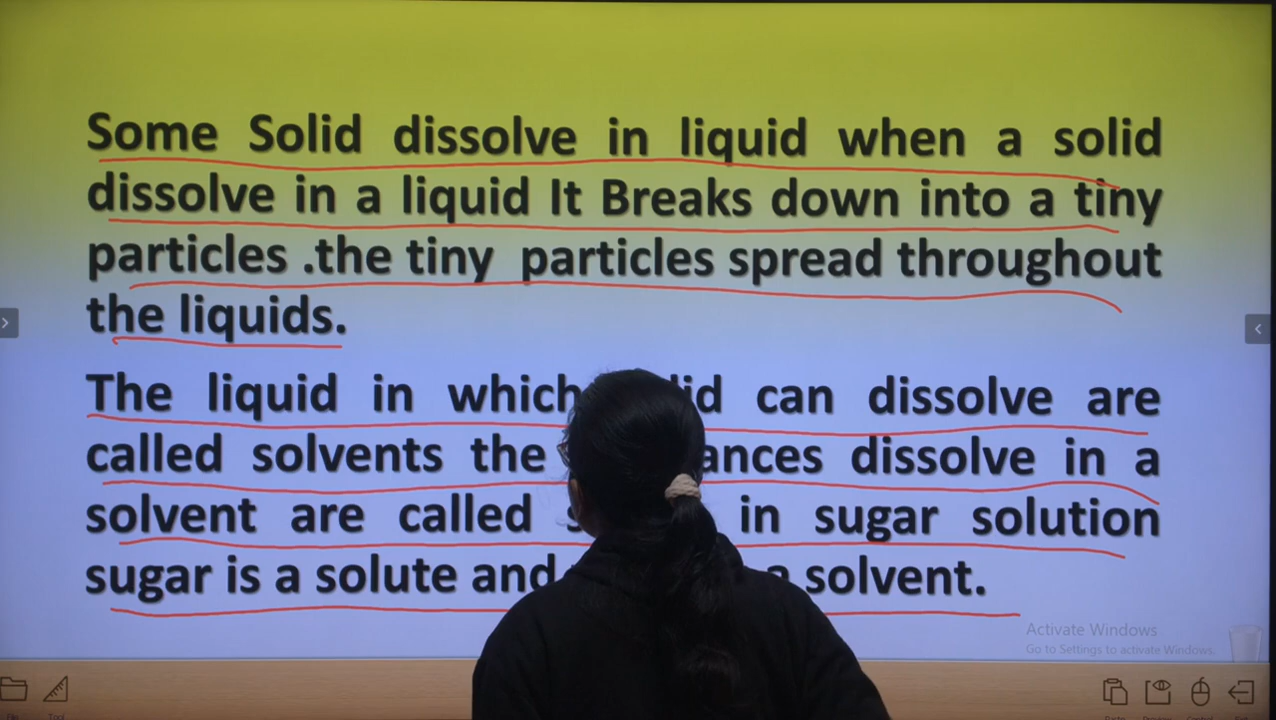 Some Solid dissolve in liquid when a solid
dissolve in a liquid It Breaks down into a tiny
particles .the tiny particles spread throughout
the liquids.
The liquid in which can dissolve are
called solvents the dissolve in a
solvent are called in sugar solution
sugar is a solute and a solvent.
Activate Windows
Go to Settings to activate Windows.